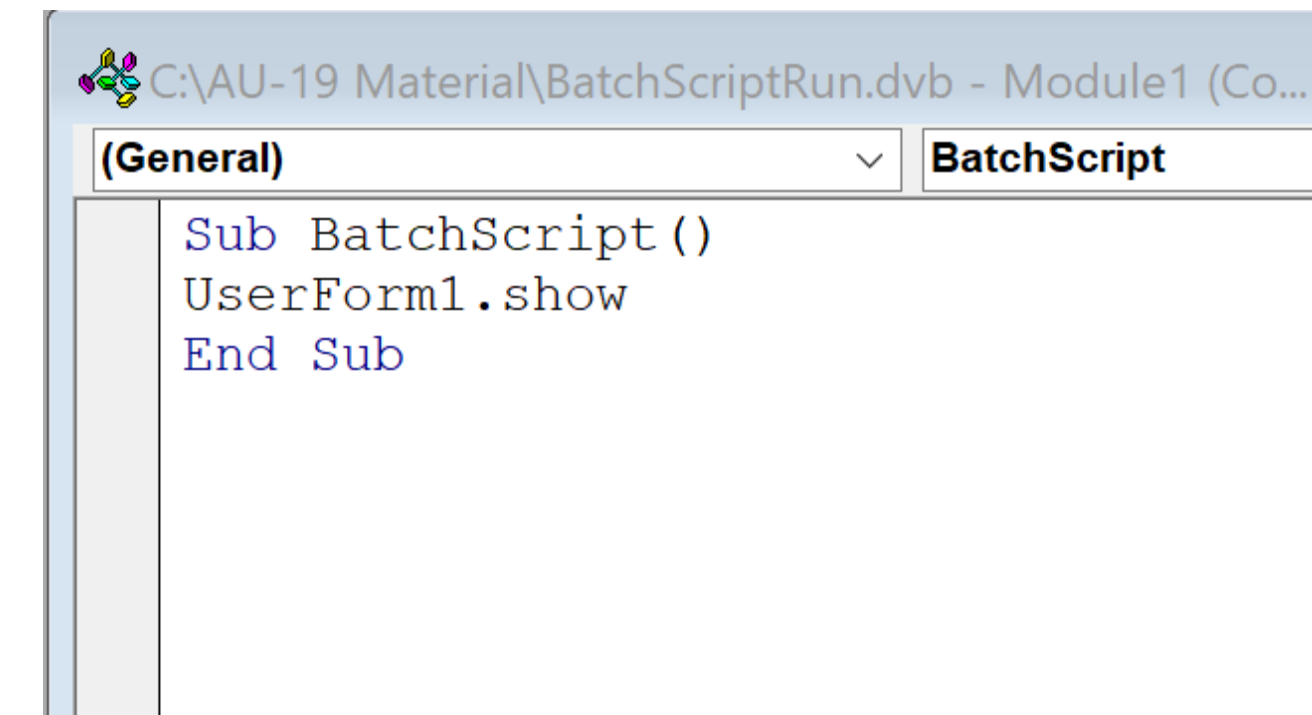 C:\AU-19 Material\BatchScriptRun.dvb - Module1 (Co...
(General) BatchScript
Sub BatchScript()
UserForm1.show
End Sub